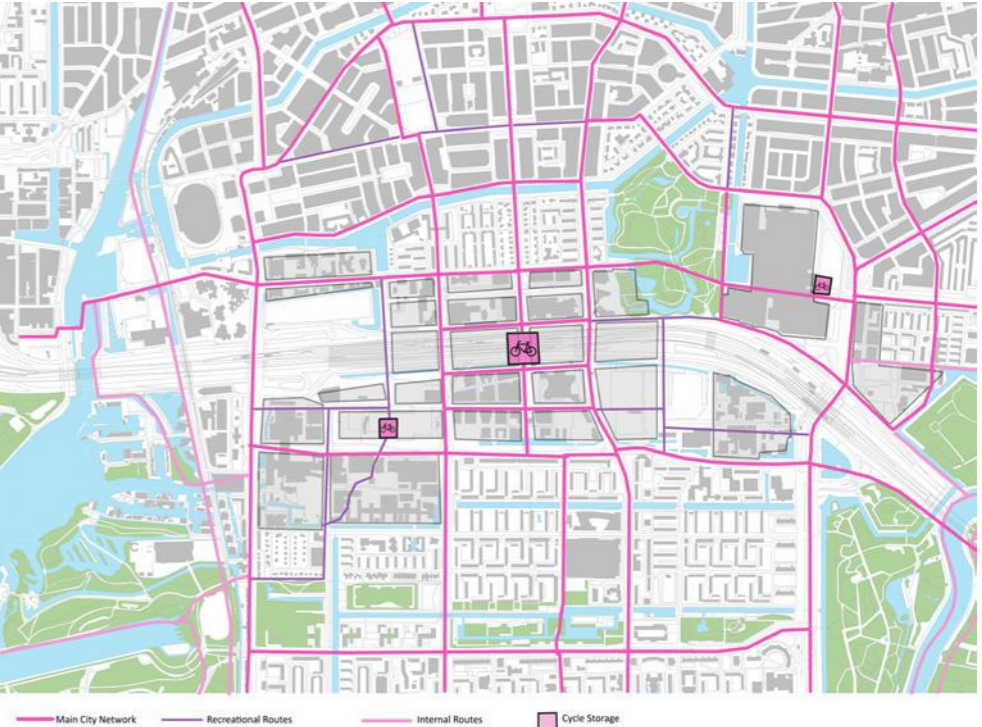 Main City Network
Recreational Routes
Internal Routes
Cycle Storage